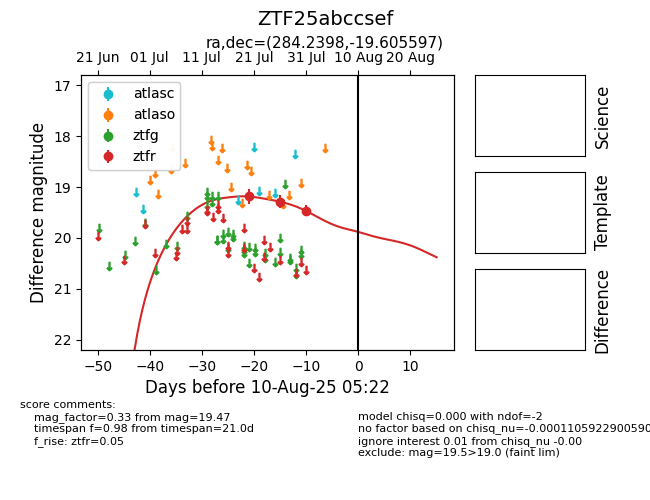 ZTF25abccsef
ra,dec=(284.2398,-19.605597)
21 Jun 01 Jul 11 Jul 21 Jul 31 Jul 10 Aug 20 Aug
17
18
19
20
21
22
Difference magnitude
atlasc
atlaso
ztfg
ztfr
−50 −40 −30 −20 −10 0 10
Days before 10-Aug-25 05:22
Science
Template
Difference
score comments:
mag_factor=0.33 from mag=19.47
timespan f=0.98 from timespan=21.0d
f_rise: ztfr=0.05
model chisq=0.000 with ndof=-2
no factor based on chisq_nu=-0.0001105922900590
ignore interest 0.01 from chisq_nu -0.00
exclude: mag=19.5>19.0 (faint lim)